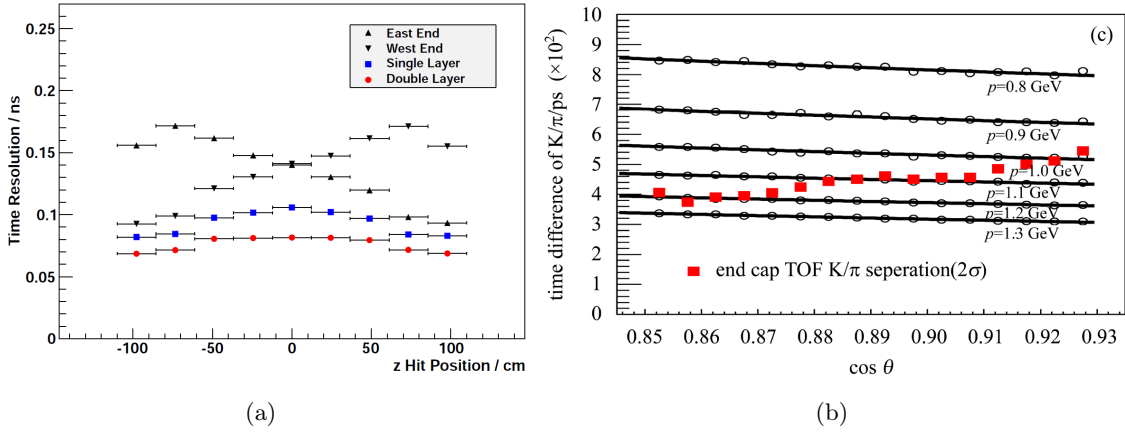 (a)
0.25
0.2
0.15
0.1
0.05
0
Time Resolution / ns
East End
West End
Single Layer
Double Layer
-100
-50
0
50
100
z Hit Position / cm
(a)
10
9
8
7
6
5
4
3
2
1
0
time difference of K/π/ps (×10²)
(c)
p=0.8 GeV
p=0.9 GeV
p=1.0 GeV
p=1.1 GeV
p=1.2 GeV
p=1.3 GeV
end cap TOF K/π seperation(2σ)
0.85
0.86
0.87
0.88
0.89
0.90
0.91
0.92
0.93
cos θ
(b)